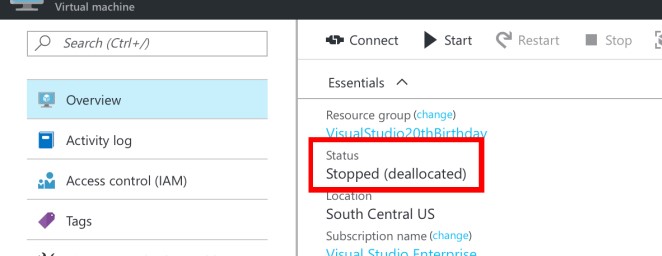 Virtual machine
Search (Ctrl+/)
Connect Start Restart Stop
Essentials
Overview
Resource group (change)
VisualStudio20thBirthday
Activity log
Status
Stopped (deallocated)
Access control (IAM)
Location
South Central US
Tags
Subscription name (change)
Visual Studio Enterprise